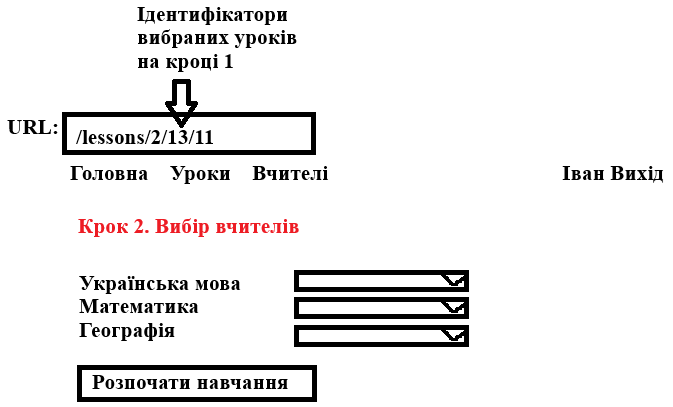 Ідентифікатори
вибраних уроків
на кроці 1
URL:
/lessons/2/13/11
Головна Уроки Вчителі Іван Вихід
Крок 2. Вибір вчителів
Українська мова
Математика
Географія
Розпочати навчання